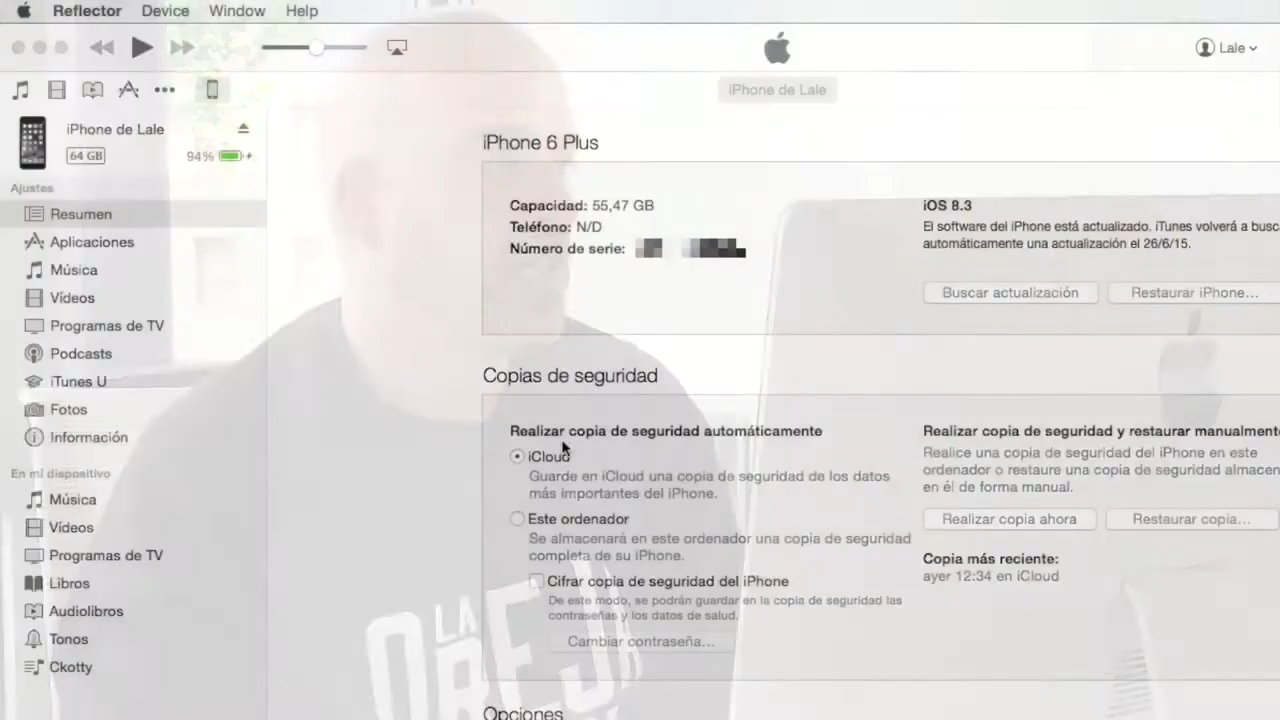 Reflector Device Window Help
Lale
iPhone de Lale
iPhone de Lale
64 GB
94%
Ajustes
Resumen
Aplicaciones
Música
Vídeos
Programas de TV
Podcasts
iTunes U
Fotos
Información
En mi dispositivo
Música
Vídeos
Programas de TV
Libros
Audiolibros
Tonos
Ckotty
iPhone 6 Plus
Capacidad: 55,47 GB
Teléfono: N/D
Número de serie:
iOS 8.3
El software del iPhone está actualizado. iTunes volverá a
automáticamente una actualización el 26/6/15.
Buscar actualización
Restaurar iPhone...
Copias de seguridad
Realizar copia de seguridad automáticamente
iCloud
Guarde en iCloud una copia de seguridad de los datos
más importantes del iPhone.
Este ordenador
Se almacenará en este ordenador una copia de seguridad
completa de su iPhone.
Cifrar copia de seguridad del iPhone
De este modo, se podrán guardar en la copia de seguridad las
contraseñas y los datos de salud.
Cambiar contraseña...
Realizar copia de seguridad y restaurar manualmente
Realice una copia de seguridad del iPhone en este
ordenador o restaure una copia de seguridad
en él de forma manual.
Realizar copia ahora
Restaurar copia...
Copia más reciente:
ayer 12:34 en iCloud
Opciones
LA